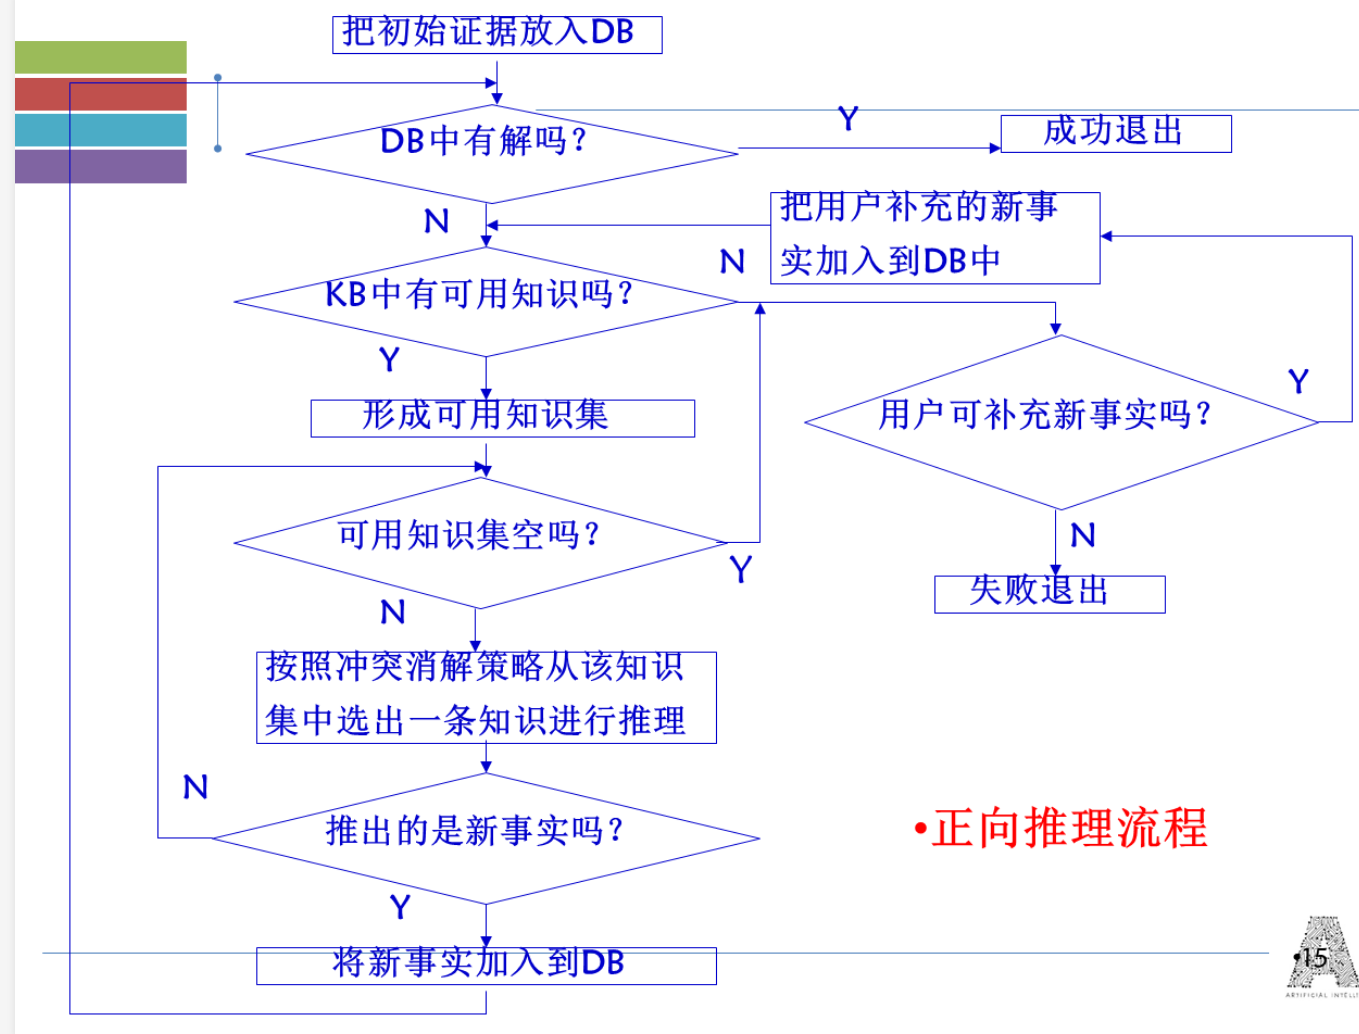 把初始证据放入DB
DB中有解吗？
Y
成功退出
N
把用户补充的新事
实加入到DB中
N
KB中有可用知识吗？
Y
形成可用知识集
用户可补充新事实吗？
Y
可用知识集空吗？
Y
N
N
失败退出
按照冲突消解策略从该知识
集中选出一条知识进行推理
N
推出的是新事实吗？
•正向推理流程
Y
将新事实加入到DB
•15